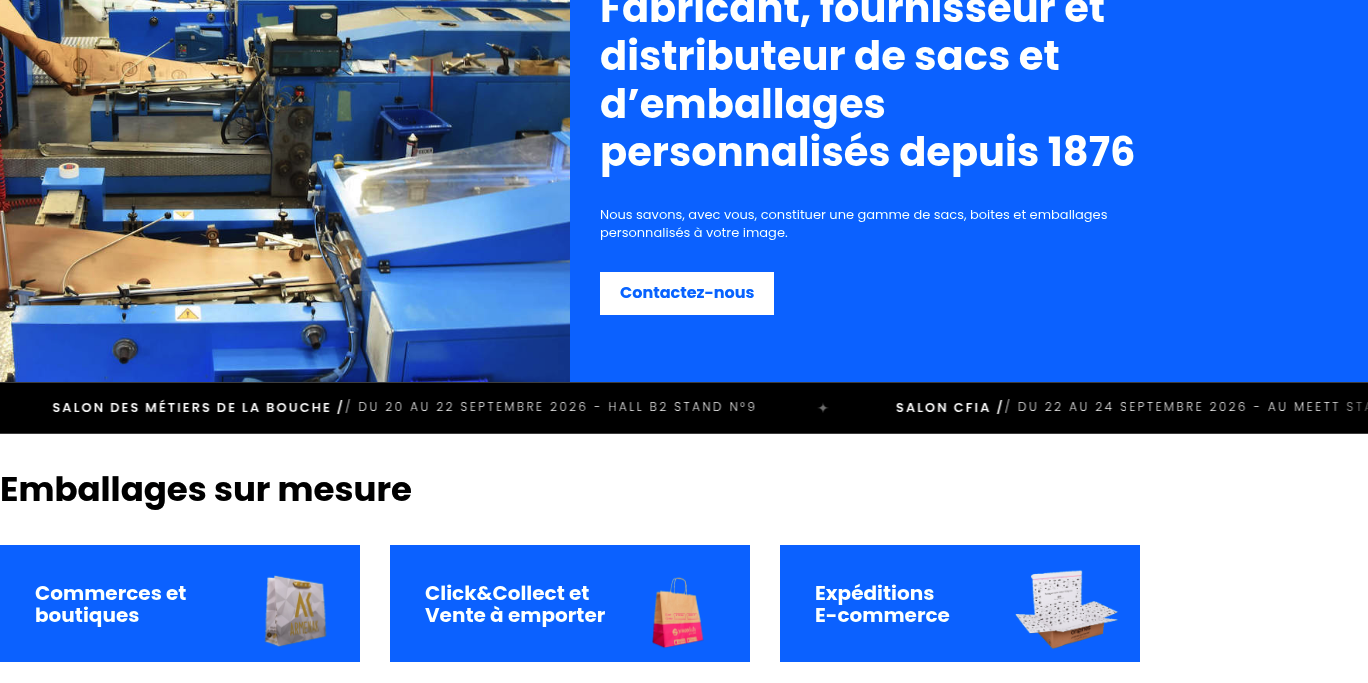 Fabricant, fournisseur et
distributeur de sacs et
d’emballages
personnalisés depuis 1876
Nous savons, avec vous, constituer une gamme de sacs, boites et emballages
personnalisés à votre image.
Contactez-nous
SALON DES MÉTIERS DE LA BOUCHE // DU 20 AU 22 SEPTEMBRE 2026 - HALL B2 STAND N°9 ✦ SALON CFIA // DU 22 AU 24 SEPTEMBRE 2026 - AU MEETT
Emballages sur mesure
Commerces et
boutiques
Click&Collect et
Vente à emporter
Expéditions
E-commerce